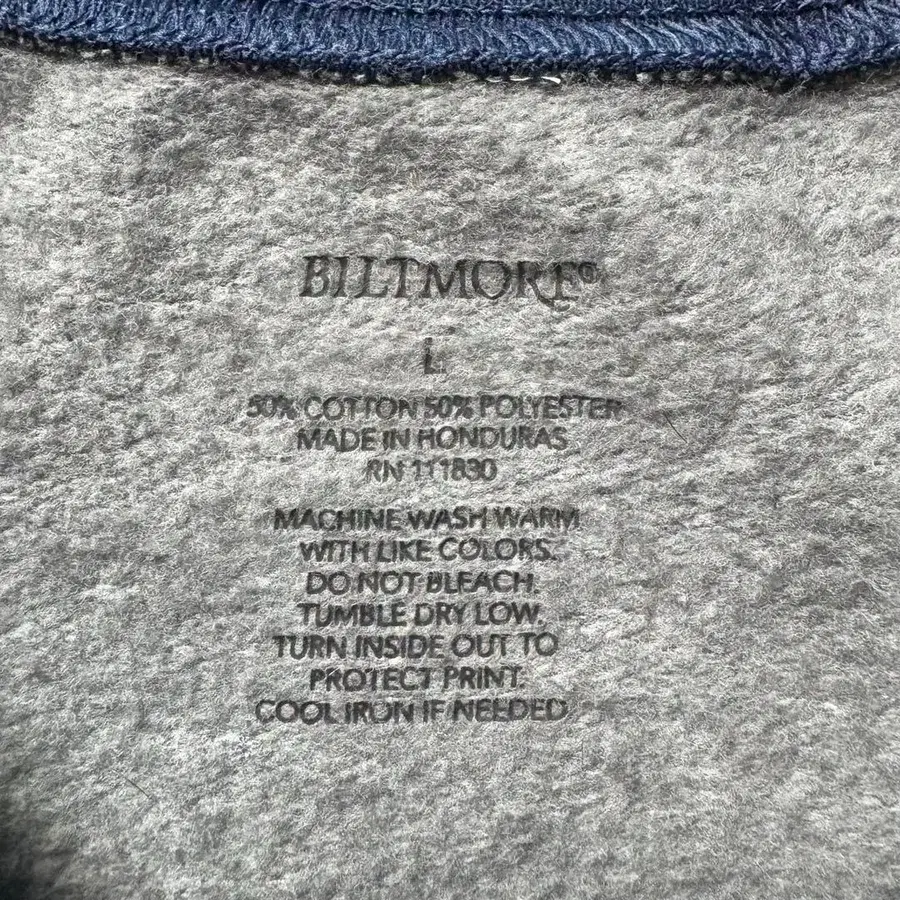 BILTMORE®
L
50% COTTON 50% POLYESTER
MADE IN HONDURAS
RN 111830
MACHINE WASH WARM
WITH LIKE COLORS.
DO NOT BLEACH.
TUMBLE DRY LOW.
TURN INSIDE OUT TO
PROTECT PRINT.
COOL IRON IF NEEDED